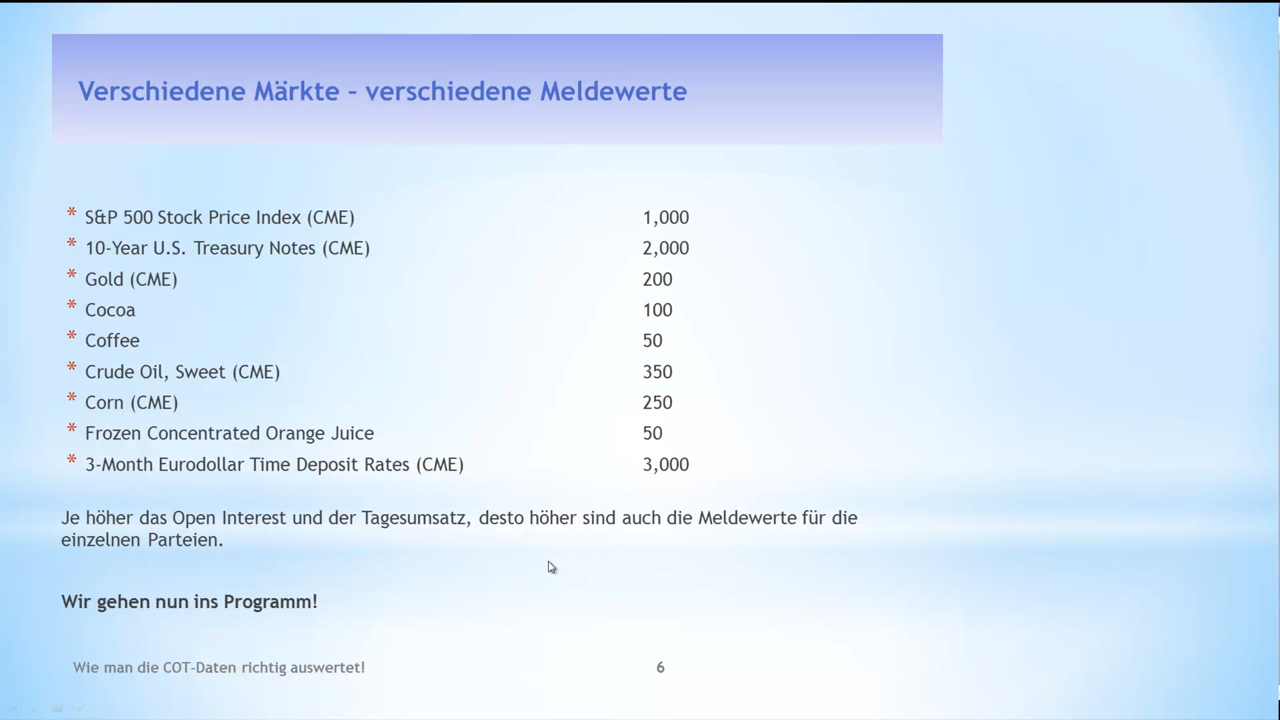 Verschiedene Märkte – verschiedene Meldewerte
* S&P 500 Stock Price Index (CME) 1,000
* 10-Year U.S. Treasury Notes (CME) 2,000
* Gold (CME) 200
* Cocoa 100
* Coffee 50
* Crude Oil, Sweet (CME) 350
* Corn (CME) 250
* Frozen Concentrated Orange Juice 50
* 3-Month Eurodollar Time Deposit Rates (CME) 3,000
Je höher das Open Interest und der Tagesumsatz, desto höher sind auch die Meldewerte für die
einzelnen Parteien.
Wir gehen nun ins Programm!
Wie man die COT-Daten richtig auswertet! 6